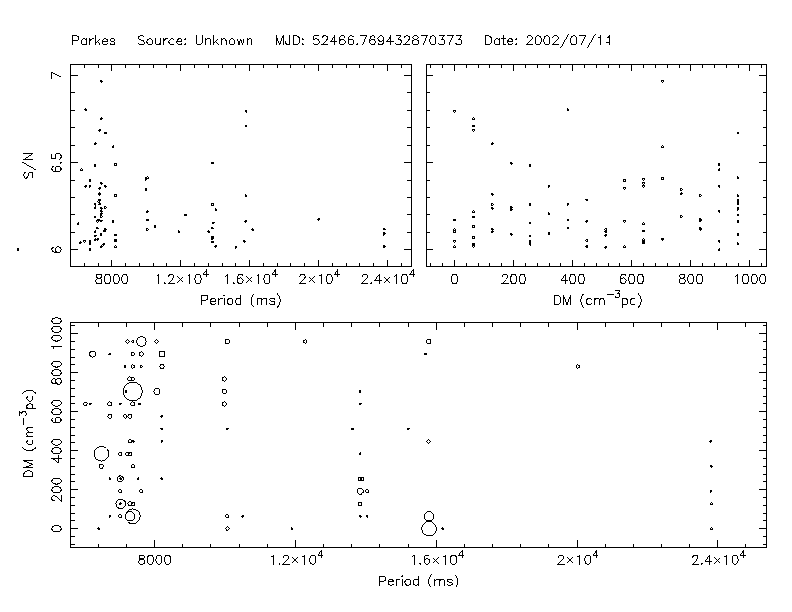 Parkes Source: Unknown MJD: 52466.769432870373 Date: 2002/07/11
7
6.5
6
S/N
8000 1.2×10⁴ 1.6×10⁴ 2×10⁴ 2.4×10⁴
Period (ms)
0 200 400 600 800 1000
DM (cm⁻³pc)
1000
800
600
400
200
0
DM (cm⁻³pc)
8000 1.2×10⁴ 1.6×10⁴ 2×10⁴ 2.4×10⁴
Period (ms)